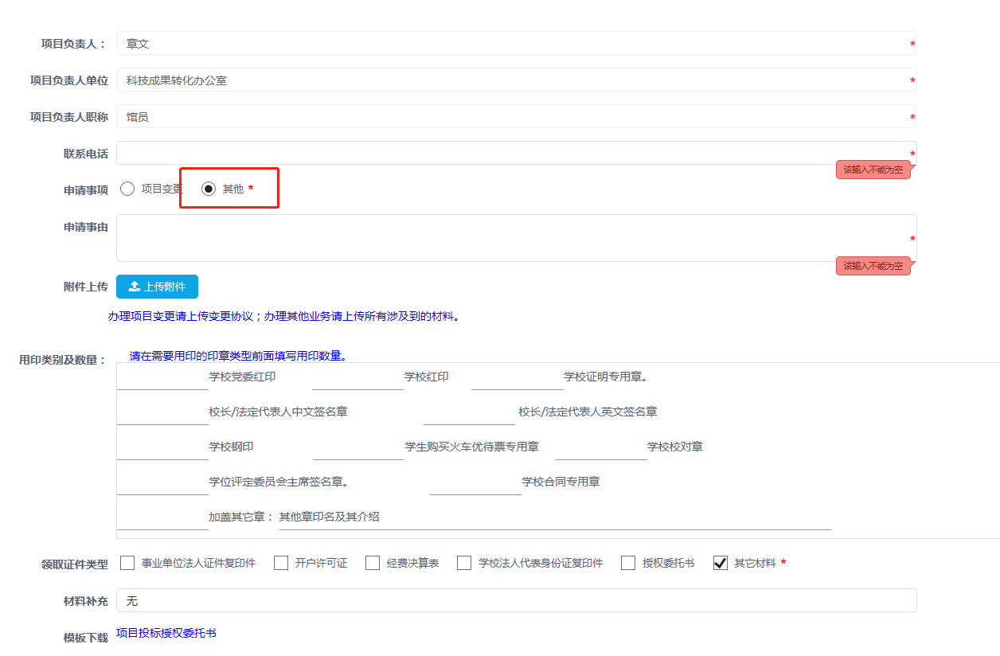 项目负责人： 章文 *
项目负责人单位 科技成果转化办公室 *
项目负责人职称 馆员 *
联系电话 *
该输入不能为空
申请事项 项目变更 其他 *
申请事由 *
该输入不能为空
附件上传 上传附件
办理项目变更请上传变更协议；办理其他业务请上传所有涉及到的材料。
用印类别及数量： 请在需要用印的印章类型前面填写用印数量。
学校党委红印 学校红印 学校证明专用章。
校长/法定代表人中文签名章 校长/法定代表人英文签名章
学校钢印 学生购买火车优待票专用章 学校校对章
学位评定委员会主席签名章。 学校合同专用章
加盖其它章： 其他章印名及其介绍
领取证件类型 事业单位法人证件复印件 开户许可证 经费决算表 学校法人代表身份证复印件 授权委托书 其它材料 *
材料补充 无
模板下载 项目投标授权委托书